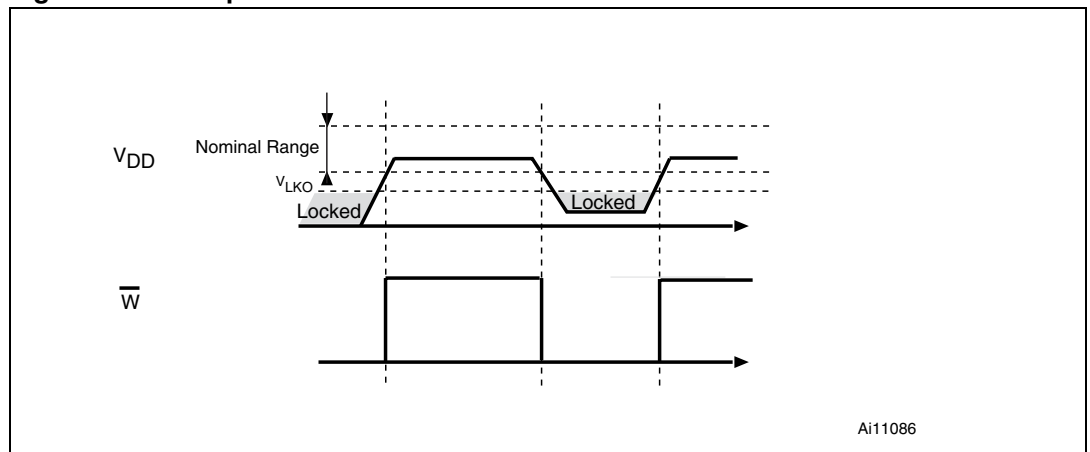 Nominal Range
VDD
VLKO
Locked
Locked
W̅
Ai11086